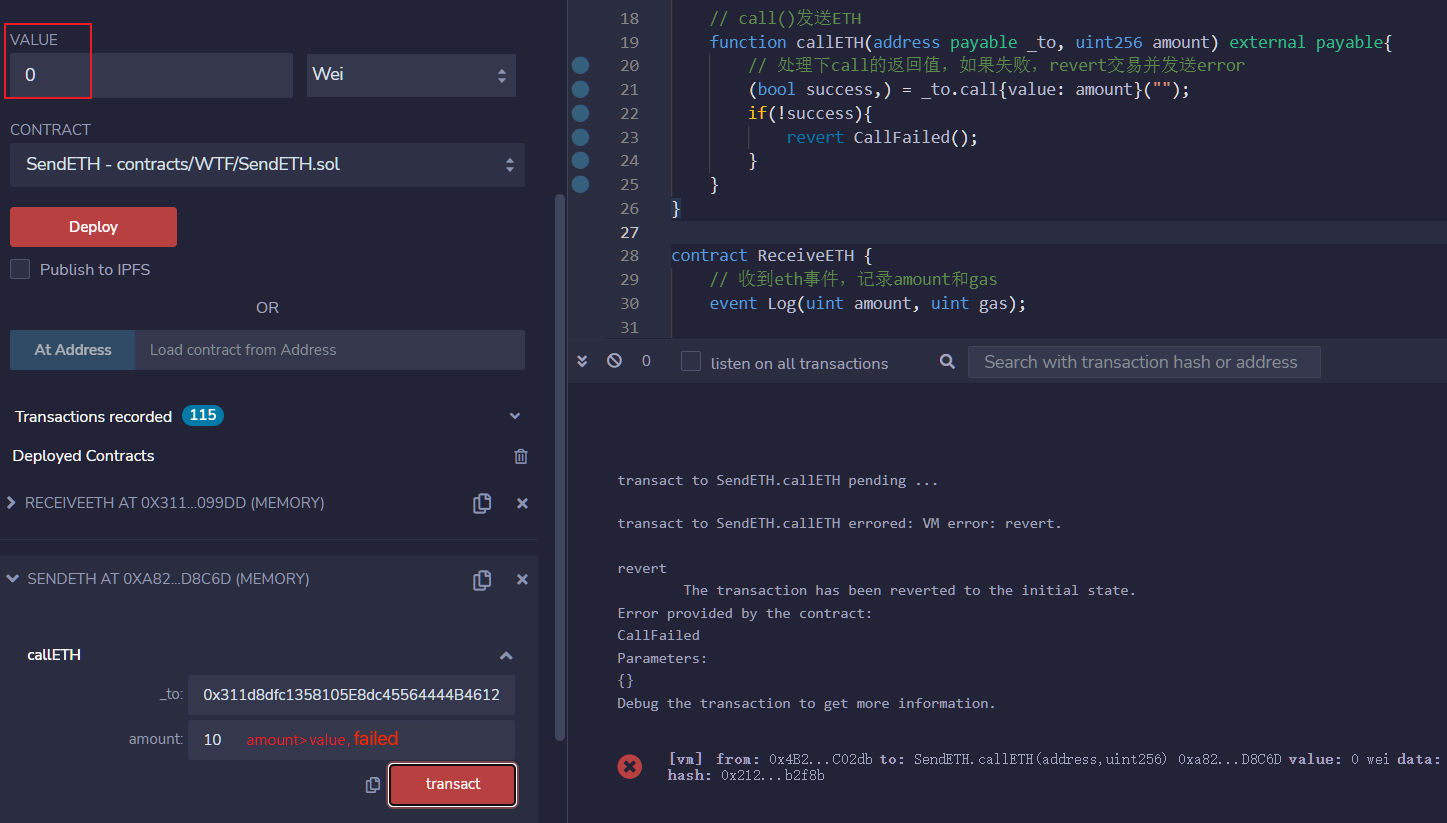 VALUE
0
Wei
CONTRACT
SendETH - contracts/WTF/SendETH.sol
Deploy
Publish to IPFS
OR
At Address
Load contract from Address
Transactions recorded 115
Deployed Contracts
RECEIVEETH AT 0X311...099DD (MEMORY)
SENDETH AT 0XA82...D8C6D (MEMORY)
callETH
_to: 0x311d8dfc1358105E8dc45564444B4612
amount: 10 amount>value, failed
transact
18 // call()发送ETH
19 function callETH(address payable _to, uint256 amount) external payable{
20 // 处理下call的返回值，如果失败，revert交易并发送error
21 (bool success,) = _to.call{value: amount}("");
22 if(!success){
23 revert CallFailed();
24 }
25 }
26 }
27
28 contract ReceiveETH {
29 // 收到eth事件，记录amount和gas
30 event Log(uint amount, uint gas);
31
0 listen on all transactions Search with transaction hash or address
transact to SendETH.callETH pending ...
transact to SendETH.callETH errored: VM error: revert.
revert
The transaction has been reverted to the initial state.
Error provided by the contract:
CallFailed
Parameters:
{}
Debug the transaction to get more information.
[vm] from: 0x4B2...C02db to: SendETH.callETH(address,uint256) 0xa82...D8C6D value: 0 wei data:
hash: 0x212...b2f8b